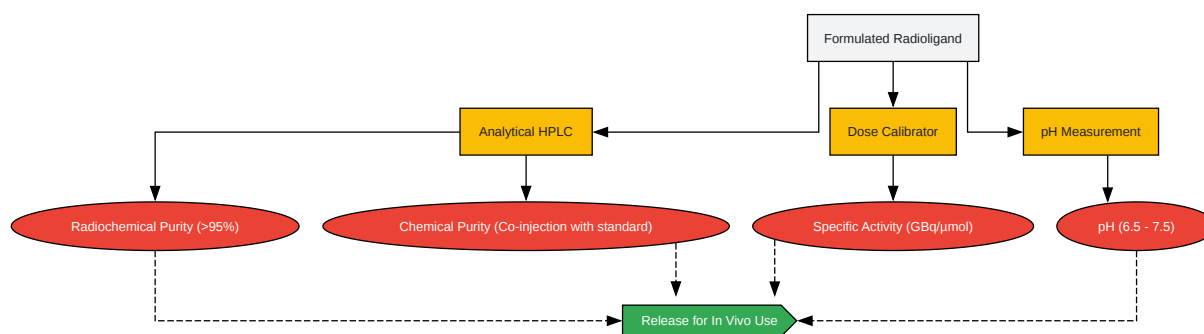 Formulated Radioligand
Analytical HPLC
Dose Calibrator
pH Measurement
Radiochemical Purity (>95%)
Chemical Purity (Co-injection with standard)
Specific Activity (GBq/µmol)
pH (6.5 - 7.5)
Release for In Vivo Use